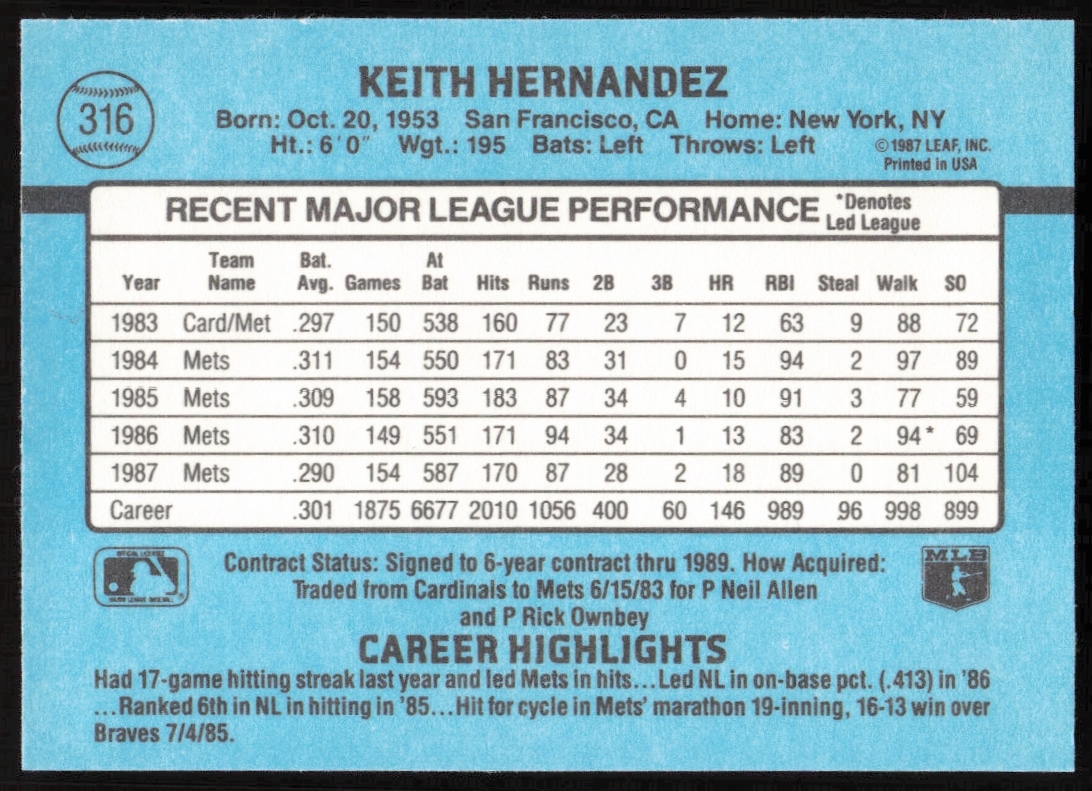 316
KEITH HERNANDEZ
Born: Oct. 20, 1953 San Francisco, CA Home: New York, NY
Ht.: 6'0" Wgt.: 195 Bats: Left Throws: Left
©1987 LEAF, INC.
Printed in USA
RECENT MAJOR LEAGUE PERFORMANCE *Denotes Led League
Year Team Name Bat. Avg. Games At Bat Hits Runs 2B 3B HR RBI Steal Walk SO
1983 Card/Met .297 150 538 160 77 23 7 12 63 9 88 72
1984 Mets .311 154 550 171 83 31 0 15 94 2 97 89
1985 Mets .309 158 593 183 87 34 4 10 91 3 77 59
1986 Mets .310 149 551 171 94 34 1 13 83 2 94* 69
1987 Mets .290 154 587 170 87 28 2 18 89 0 81 104
Career .301 1875 6677 2010 1056 400 60 146 989 96 998 899
MLB
Contract Status: Signed to 6-year contract thru 1989. How Acquired:
Traded from Cardinals to Mets 6/15/83 for P Neil Allen
and P Rick Ownbey
CAREER HIGHLIGHTS
Had 17-game hitting streak last year and led Mets in hits...Led NL in on-base pct. (.413) in '86
...Ranked 6th in NL in hitting in '85...Hit for cycle in Mets' marathon 19-inning, 16-13 win over
Braves 7/4/85.